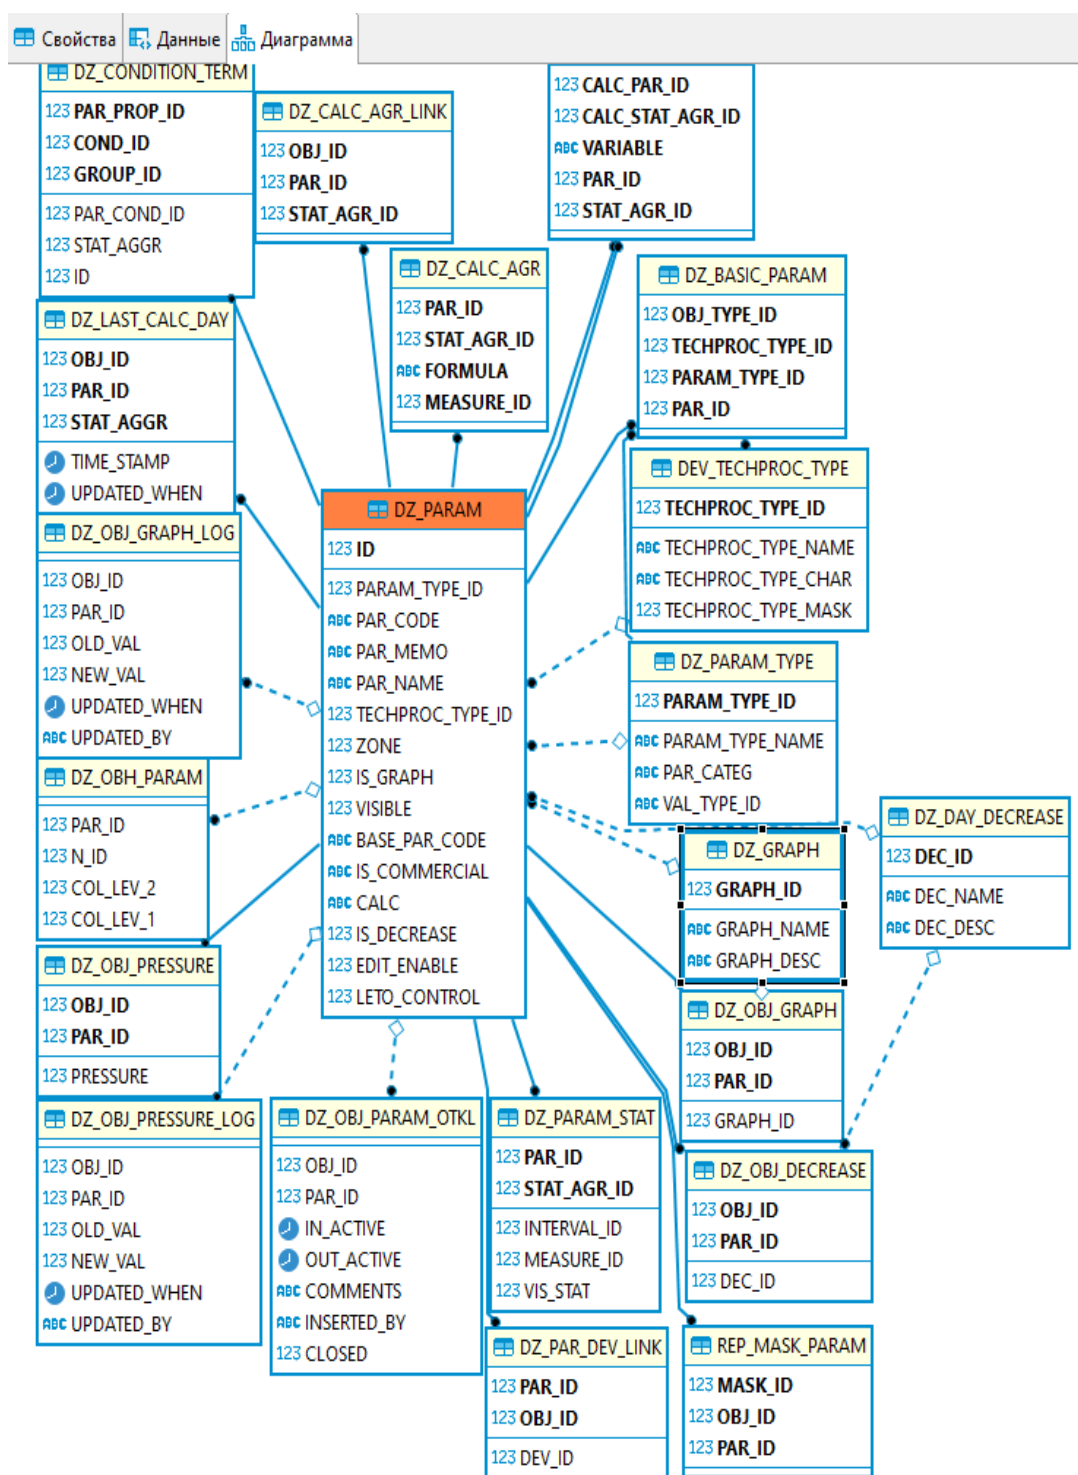 Свойства Данные Диаграмма
DZ_CONDITION_TERM
123 PAR_PROP_ID
123 COND_ID
123 GROUP_ID
123 PAR_COND_ID
123 STAT_AGGR
123 ID
DZ_CALC_AGR_LINK
123 OBJ_ID
123 PAR_ID
123 STAT_AGR_ID
123 CALC_PAR_ID
123 CALC_STAT_AGR_ID
ABC VARIABLE
123 PAR_ID
123 STAT_AGR_ID
DZ_CALC_AGR
123 PAR_ID
123 STAT_AGR_ID
ABC FORMULA
123 MEASURE_ID
DZ_BASIC_PARAM
123 OBJ_TYPE_ID
123 TECHPROC_TYPE_ID
123 PARAM_TYPE_ID
123 PAR_ID
DZ_LAST_CALC_DAY
123 OBJ_ID
123 PAR_ID
123 STAT_AGGR
TIME_STAMP
UPDATED_WHEN
DEV_TECHPROC_TYPE
123 TECHPROC_TYPE_ID
ABC TECHPROC_TYPE_NAME
ABC TECHPROC_TYPE_CHAR
123 TECHPROC_TYPE_MASK
DZ_PARAM
123 ID
123 PARAM_TYPE_ID
ABC PAR_CODE
ABC PAR_MEMO
ABC PAR_NAME
123 TECHPROC_TYPE_ID
123 ZONE
123 IS_GRAPH
123 VISIBLE
ABC BASE_PAR_CODE
ABC IS_COMMERCIAL
ABC CALC
123 IS_DECREASE
123 EDIT_ENABLE
123 LETO_CONTROL
DZ_OBJ_GRAPH_LOG
123 OBJ_ID
123 PAR_ID
123 OLD_VAL
123 NEW_VAL
UPDATED_WHEN
ABC UPDATED_BY
DZ_PARAM_TYPE
123 PARAM_TYPE_ID
ABC PARAM_TYPE_NAME
ABC PAR_CATEG
ABC VAL_TYPE_ID
DZ_OBH_PARAM
123 PAR_ID
123 N_ID
123 COL_LEV_2
123 COL_LEV_1
DZ_DAY_DECREASE
123 DEC_ID
ABC DEC_NAME
ABC DEC_DESC
DZ_GRAPH
123 GRAPH_ID
ABC GRAPH_NAME
ABC GRAPH_DESC
DZ_OBJ_PRESSURE
123 OBJ_ID
123 PAR_ID
123 PRESSURE
DZ_OBJ_GRAPH
123 OBJ_ID
123 PAR_ID
123 GRAPH_ID
DZ_OBJ_PRESSURE_LOG
123 OBJ_ID
123 PAR_ID
123 OLD_VAL
123 NEW_VAL
UPDATED_WHEN
ABC UPDATED_BY
DZ_OBJ_PARAM_OTKL
123 OBJ_ID
123 PAR_ID
IN_ACTIVE
OUT_ACTIVE
ABC COMMENTS
ABC INSERTED_BY
123 CLOSED
DZ_PARAM_STAT
123 PAR_ID
123 STAT_AGR_ID
123 INTERVAL_ID
123 MEASURE_ID
123 VIS_STAT
DZ_OBJ_DECREASE
123 OBJ_ID
123 PAR_ID
123 DEC_ID
DZ_PAR_DEV_LINK
123 PAR_ID
123 OBJ_ID
123 DEV_ID
REP_MASK_PARAM
123 MASK_ID
123 OBJ_ID
123 PAR_ID